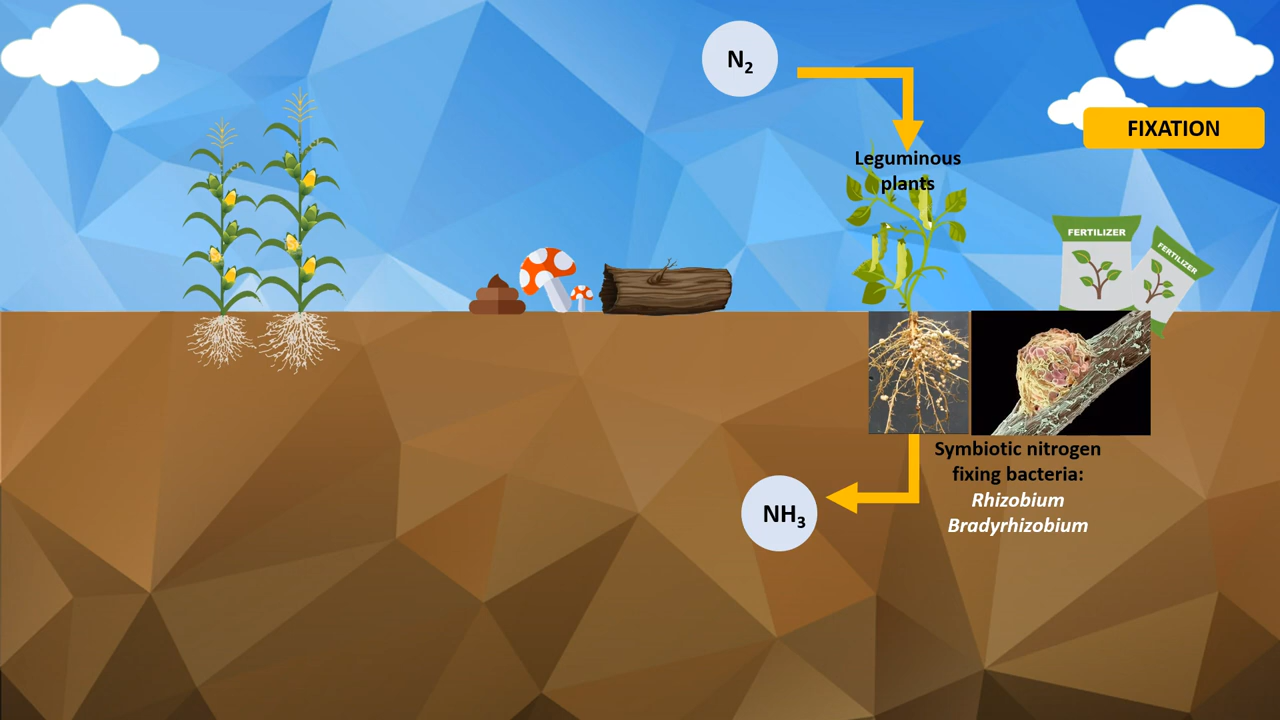 N₂
FIXATION
Leguminous
plants
FERTILIZER
FERTILIZER
Symbiotic nitrogen
fixing bacteria:
Rhizobium
Bradyrhizobium
NH₃